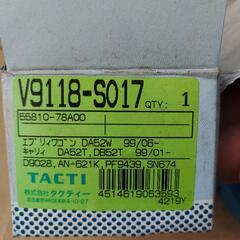 V9118-S017 QTY: 1
55810-78A00
エブリィワゴン DA52W 99/06-
キャリィ DA52T, DB52T 99/01-
D9028, AN-621K, PF9439, SN674
4219Y
TACTI
株式会社 タクティー
4514619063593